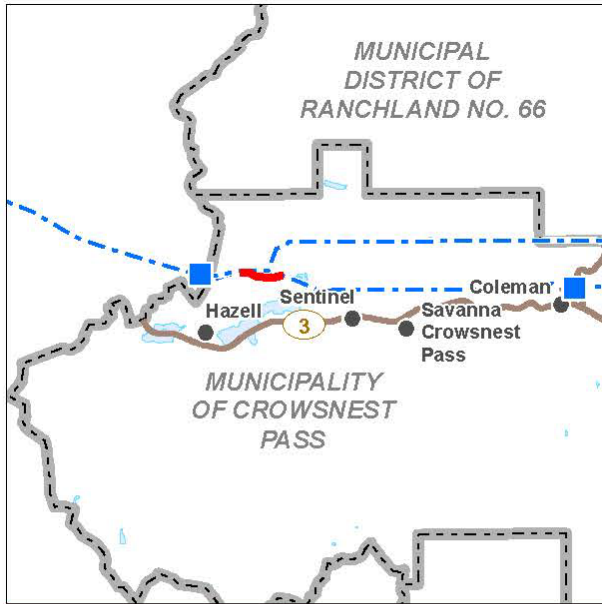 MUNICIPAL
DISTRICT OF
RANCHLAND NO. 66
Coleman
Hazell
Sentinel
Savanna
3
Crowsnest
Pass
MUNICIPALITY
OF CROWSNEST
PASS